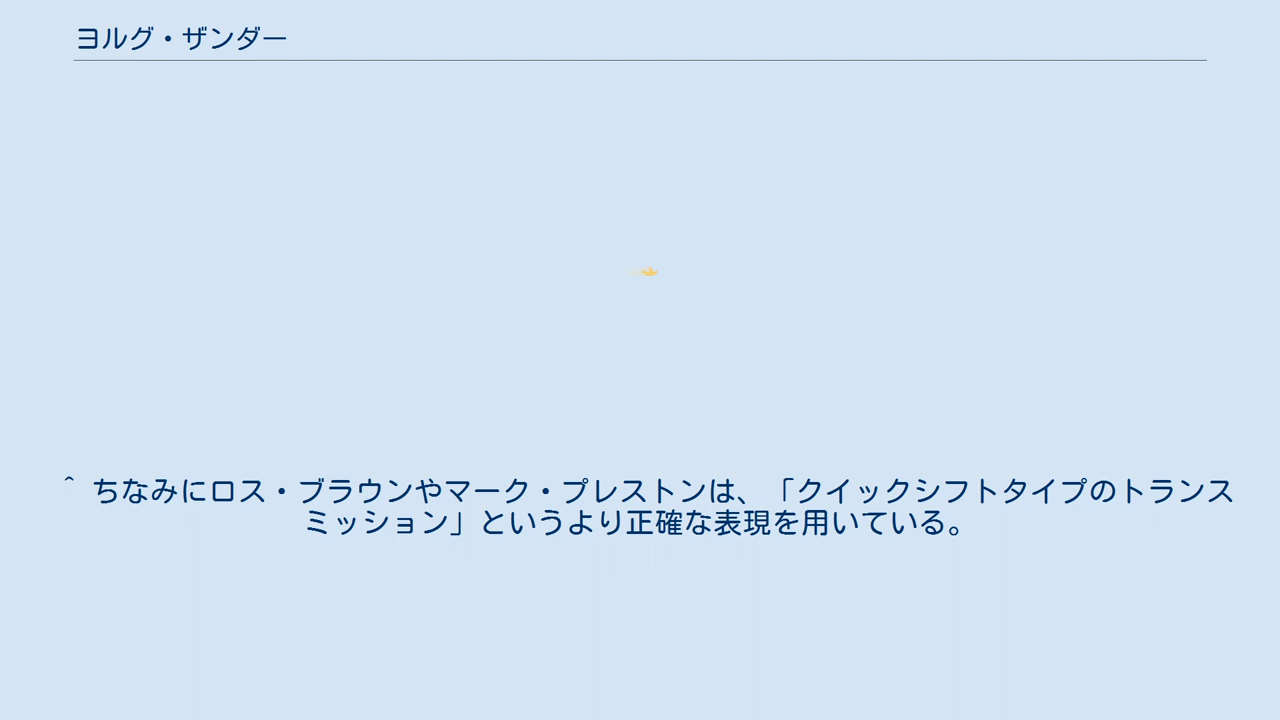 ヨルグ・ザンダー
^ ちなみにロス・ブラウンやマーク・プレストンは、「クイックシフトタイプのトランス
ミッション」というより正確な表現を用いている。